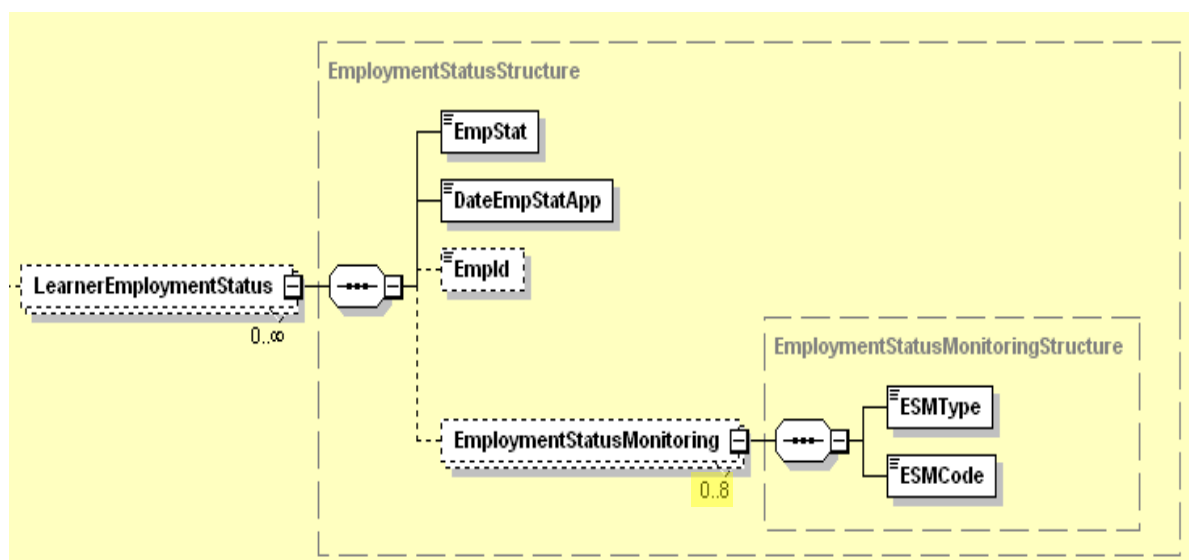 EmploymentStatusStructure
EmpStat
DateEmpStatApp
EmpId
LearnerEmploymentStatus
0..∞
EmploymentStatusMonitoringStructure
ESMType
EmploymentStatusMonitoring
ESMCode
0..8